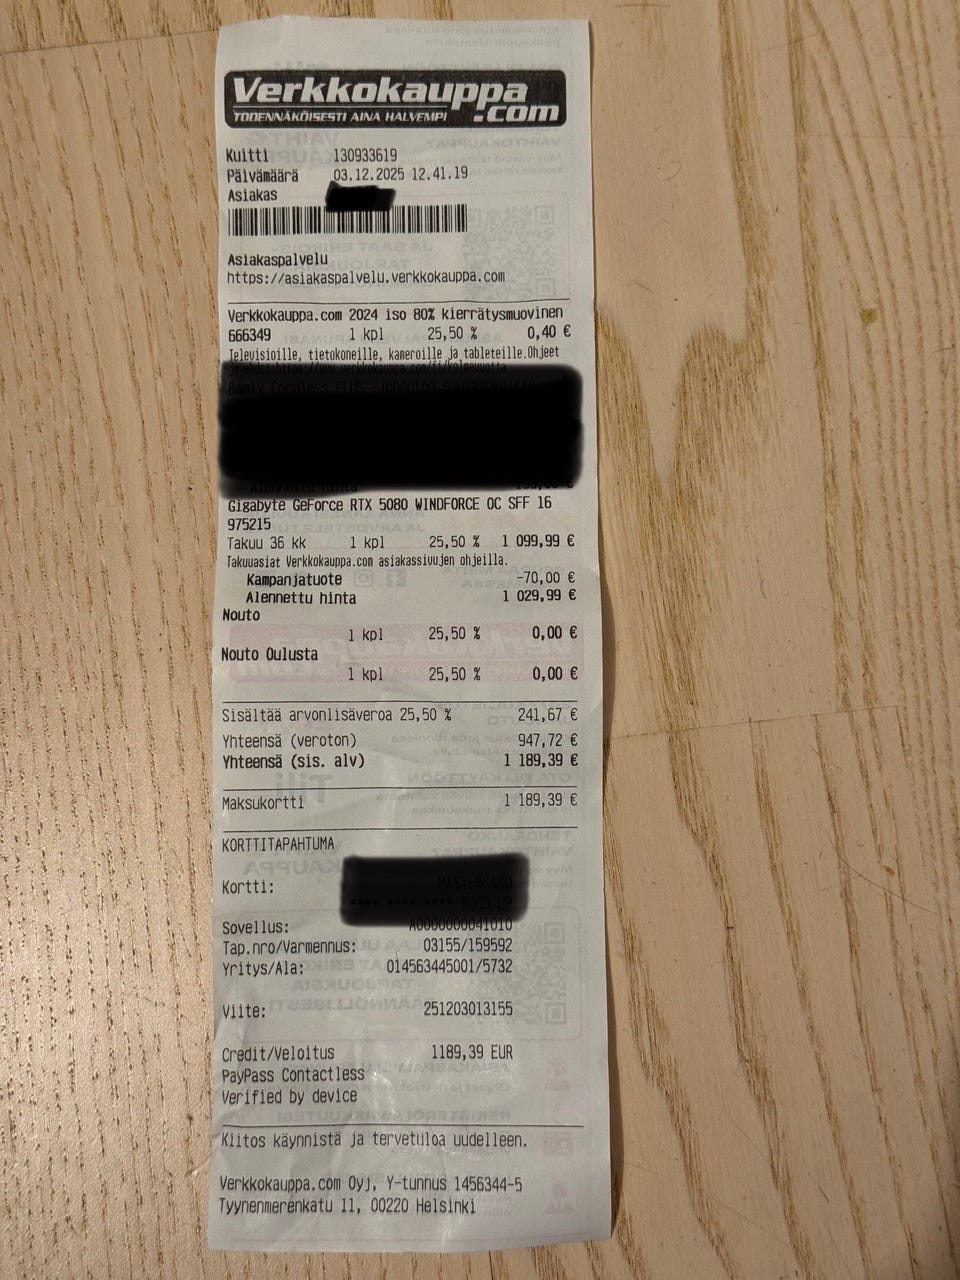 Verkkokauppa
.com
TODENNÄKÖISESTI AINA HALVEMPI
Kuitti 130933619
Päivämäärä 03.12.2025 12.41.19
Asiakas
Asiakaspalvelu
https://asiakaspalvelu.verkkokauppa.com
Verkkokauppa.com 2024 iso 80% kierrätysmuovinen
666349 1 kpl 25,50 % 0,40 €
Televisioille, tietokoneille, kameroille ja tableteille.Ohjeet
Gigabyte GeForce RTX 5080 WINDFORCE OC SFF 16
975215
Takuu 36 kk 1 kpl 25,50 % 1 099,99 €
Takuuasiat Verkkokauppa.com asiakassivujen ohjeilla.
Kampanjatuote -70,00 €
Alennettu hinta 1 029,99 €
Nouto
1 kpl 25,50 % 0,00 €
Nouto Oulusta
1 kpl 25,50 % 0,00 €
Sisältää arvonlisäveroa 25,50 % 241,67 €
Yhteensä (veroton) 947,72 €
Yhteensä (sis. alv) 1 189,39 €
Maksukortti 1 189,39 €
KORTTITAPAHTUMA
Kortti: MASTERCARD
Sovellus: A0000000041010
Tap.nro/Varmennus: 03155/159592
Yritys/Ala: 014563445001/5732
Viite: 251203013155
Credit/Veloitus 1189,39 EUR
PayPass Contactless
Verified by device
Kiitos käynnistä ja tervetuloa uudelleen.
Verkkokauppa.com Oyj, Y-tunnus 1456344-5
Tyynenmerenkatu 11, 00220 Helsinki